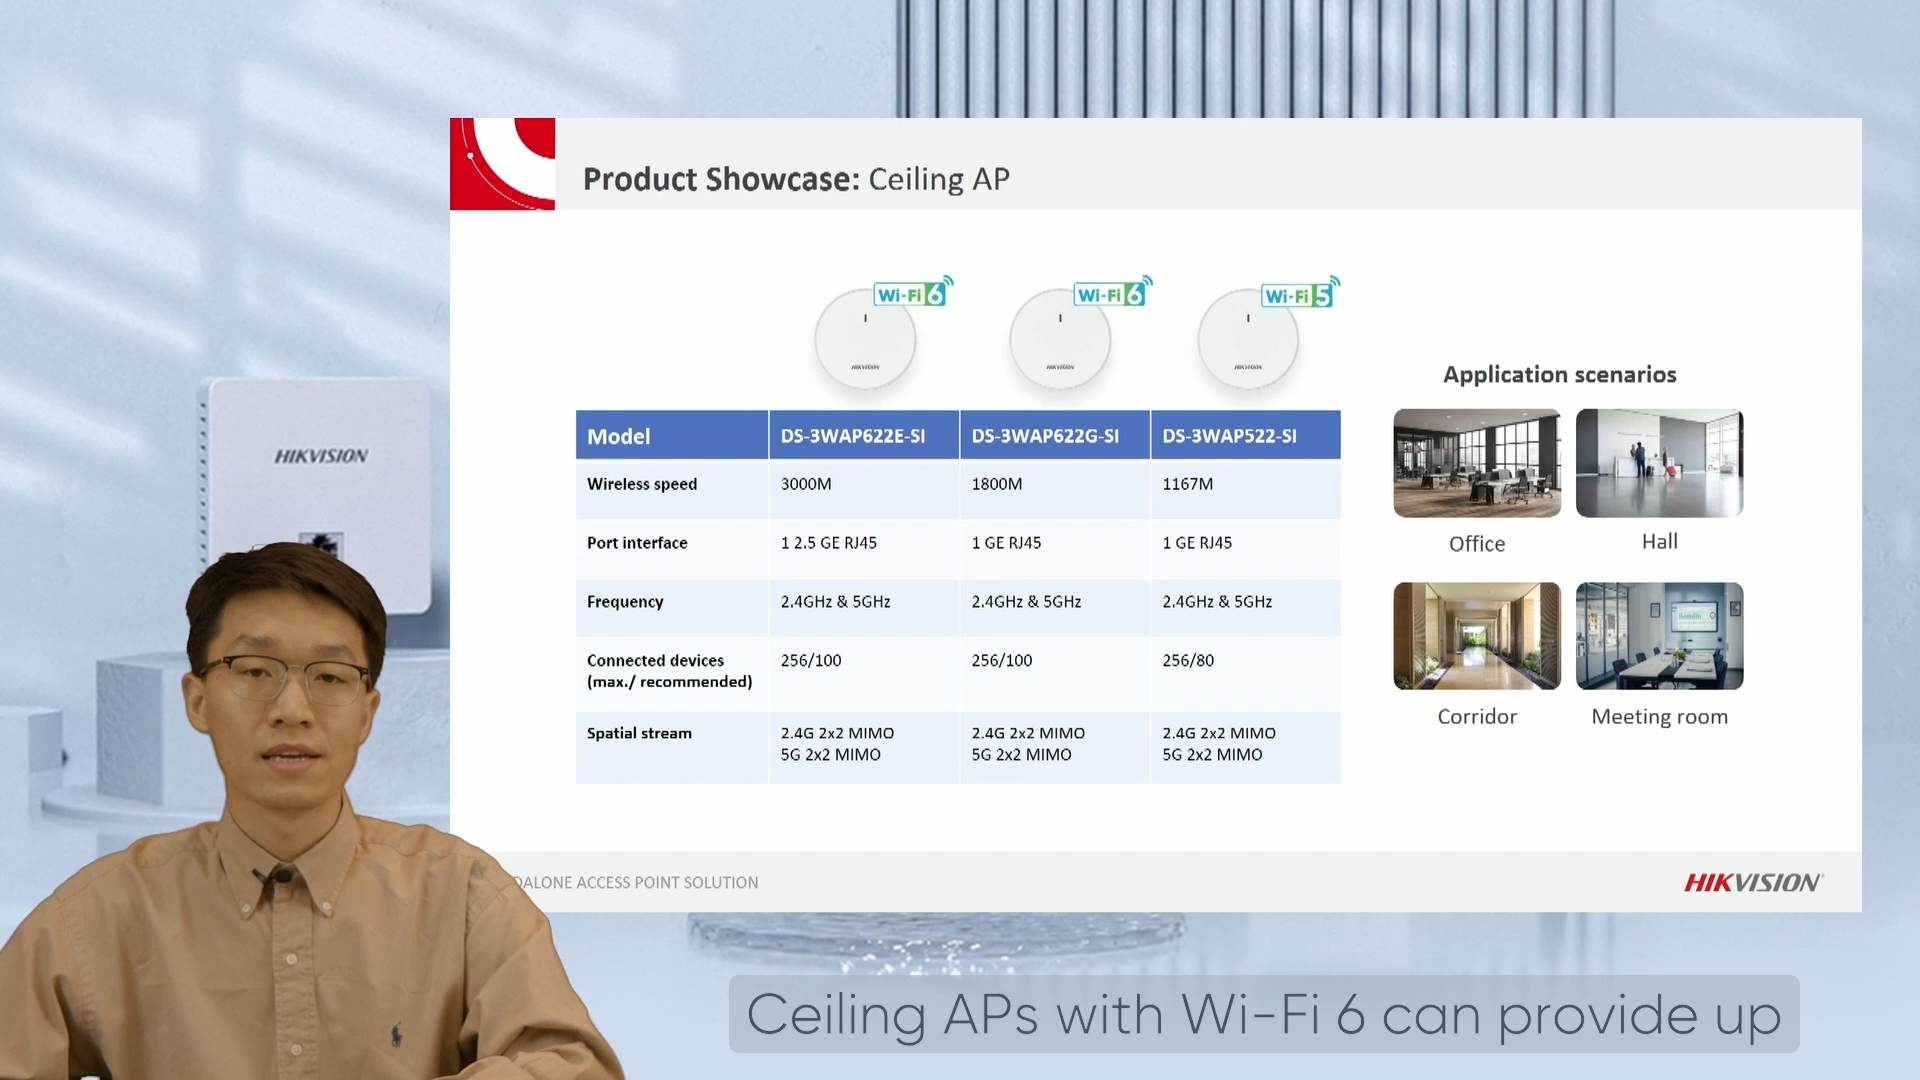 Product Showcase: Ceiling AP
Wi-Fi 6
Wi-Fi 6
Wi-Fi 5
HIKVISION
HIKVISION
HIKVISION
Model DS-3WAP622E-SI DS-3WAP622G-SI DS-3WAP522-SI
Wireless speed 3000M 1800M 1167M
Port interface 1 2.5 GE RJ45 1 GE RJ45 1 GE RJ45
Frequency 2.4GHz & 5GHz 2.4GHz & 5GHz 2.4GHz & 5GHz
Connected devices 256/100 256/100 256/80
(max./ recommended)
Spatial stream 2.4G 2x2 MIMO 2.4G 2x2 MIMO 2.4G 2x2 MIMO
5G 2x2 MIMO 5G 2x2 MIMO 5G 2x2 MIMO
Application scenarios
Office Hall
Corridor Meeting room
HIKVISION
DALONE ACCESS POINT SOLUTION
HIKVISION
Ceiling APs with Wi-Fi 6 can provide up